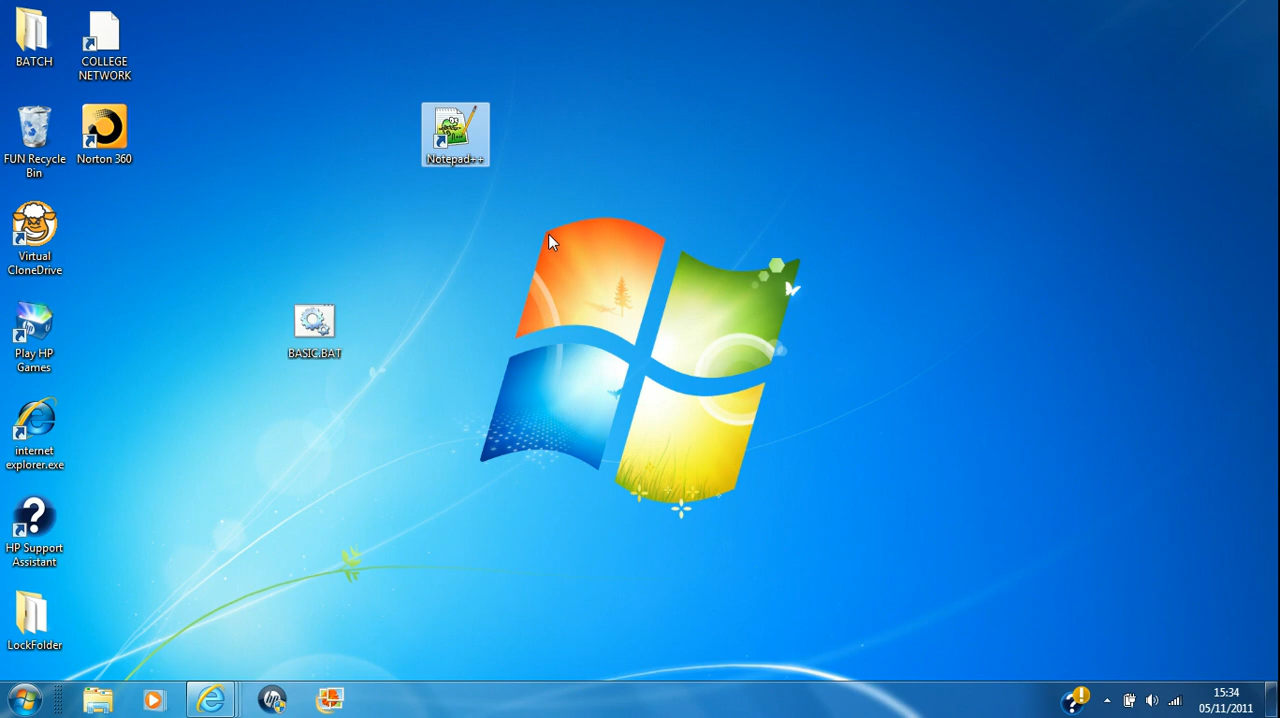 BATCH
COLLEGE
NETWORK
FUN Recycle
Bin
Norton 360
Notepad++
Virtual
CloneDrive
Play HP
Games
BASIC.BAT
internet
explorer.exe
HP Support
Assistant
LockFolder
15:34
05/11/2011